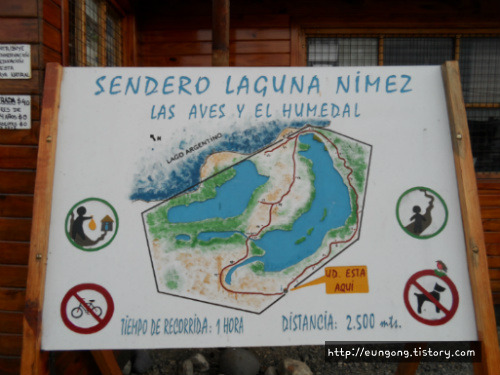 SENDERO LAGUNA NIMEZ
LAS AVES Y EL HUMEDAL
LAGO ARGENTINO
N
UD. ESTA
AQUÍ
TIEMPO DE RECORRIDA: 1 HORA
DISTANCIA: 2.500 mts.
http://eungong.tistory.com